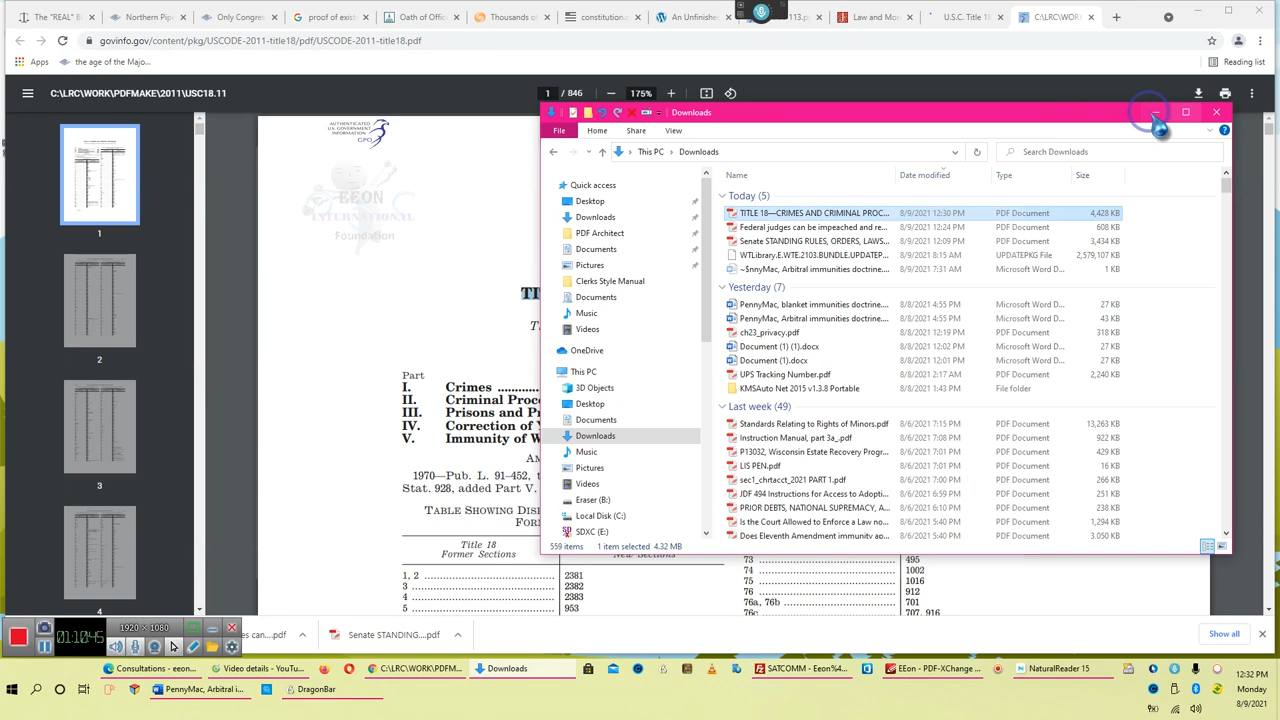 The "REAL" B
Northern Pip
Only Congres
proof of exist
Oath of Offic
Thousands of
constitution.c
An Unfinishe
113.p
Law and Mor
U.S.C. Title 18
C:\LRC\WORK
govinfo.gov/content/pkg/USCODE-2011-title18/pdf/USCODE-2011-title18.pdf
Apps
the age of the Majo...
Reading list
C:\LRC\WORK\PDFMAKE\2011\USC18.11
1 / 846
175%
AUTHENTICATED
U.S. GOVERNMENT
INFORMATION
GPO
EEON
INTERNATIONAL
Foundation
1
2
3
4
TI
Part
I. Crimes
II. Criminal Proce
III. Prisons and Pr
IV. Correction of Y
V. Immunity of W
1970—Pub. L. 91–452, t
Stat. 928, added Part V.
TABLE SHOWING DIS
Title 18
Former Sections
New Sections
1, 2 2381
3 2382
4 2383
5 953
73 495
74 1002
75 1016
76 912
76a, 76b 701
76c 707, 916
Downloads
File
Home
Share
View
This PC > Downloads
Search Downloads
Quick access
Desktop
Downloads
PDF Architect
Documents
Pictures
Clerks Style Manual
Documents
Music
Videos
OneDrive
This PC
3D Objects
Desktop
Documents
Downloads
Music
Pictures
Videos
Eraser (B:)
Local Disk (C:)
SDXC (E:)
Name Date modified Type Size
Today (5)
TITLE 18—CRIMES AND CRIMINAL PROC... 8/9/2021 12:30 PM PDF Document 4,428 KB
Federal judges can be impeached and re... 8/9/2021 12:24 PM PDF Document 608 KB
Senate STANDING RULES, ORDERS, LAWS... 8/9/2021 12:09 PM PDF Document 3,434 KB
WTLibrary.E.WTE.2103.BUNDLE.UPDATEP... 8/9/2021 8:15 AM UPDATEPKG File 2,579,107 KB
~$nnyMac, Arbitral immunities doctrine.... 8/9/2021 7:31 AM Microsoft Word D... 1 KB
Yesterday (7)
PennyMac, blanket immunities doctrine.... 8/8/2021 4:55 PM Microsoft Word D... 27 KB
PennyMac, Arbitral immunities doctrine.... 8/8/2021 4:55 PM Microsoft Word D... 43 KB
ch23_privacy.pdf 8/8/2021 12:19 PM PDF Document 318 KB
Document (1) (1).docx 8/8/2021 12:02 PM Microsoft Word D... 27 KB
Document (1).docx 8/8/2021 12:01 PM Microsoft Word D... 27 KB
UPS Tracking Number.pdf 8/8/2021 2:17 AM PDF Document 2,240 KB
KMSAuto Net 2015 v1.3.8 Portable 8/8/2021 1:43 PM File folder
Last week (49)
Standards Relating to Rights of Minors.pdf 8/6/2021 7:15 PM PDF Document 13,263 KB
Instruction Manual, part 3a_.pdf 8/6/2021 7:01 PM PDF Document 922 KB
P13032, Wisconsin Estate Recovery Progr... 8/6/2021 7:01 PM PDF Document 429 KB
LIS PEN.pdf 8/6/2021 7:01 PM PDF Document 16 KB
sec1_chrtacct_2021 PART 1.pdf 8/6/2021 7:00 PM PDF Document 266 KB
JDF 494 Instructions for Access to Adopti... 8/6/2021 6:59 PM PDF Document 251 KB
PRIOR DEBTS, NATIONAL SUPREMACY, A... 8/6/2021 6:10 PM PDF Document 238 KB
Is the Court Allowed to Enforce a Law no... 8/6/2021 5:40 PM PDF Document 1,294 KB
Does Eleventh Amendment immunity ap... 8/6/2021 5:40 PM PDF Document 3,050 KB
559 items 1 item selected 4.32 MB
01:10:45
1920 × 1080
es can....pdf
Senate STANDING....pdf
Show all
Consultations - eeon...
Video details - YouTu...
C:\LRC\WORK\PDFM...
Downloads
SATCOMM - Eeon%4...
EEon - PDF-XChange ...
NaturalReader 15
PennyMac, Arbitral i...
DragonBar
12:32 PM
Monday
8/9/2021